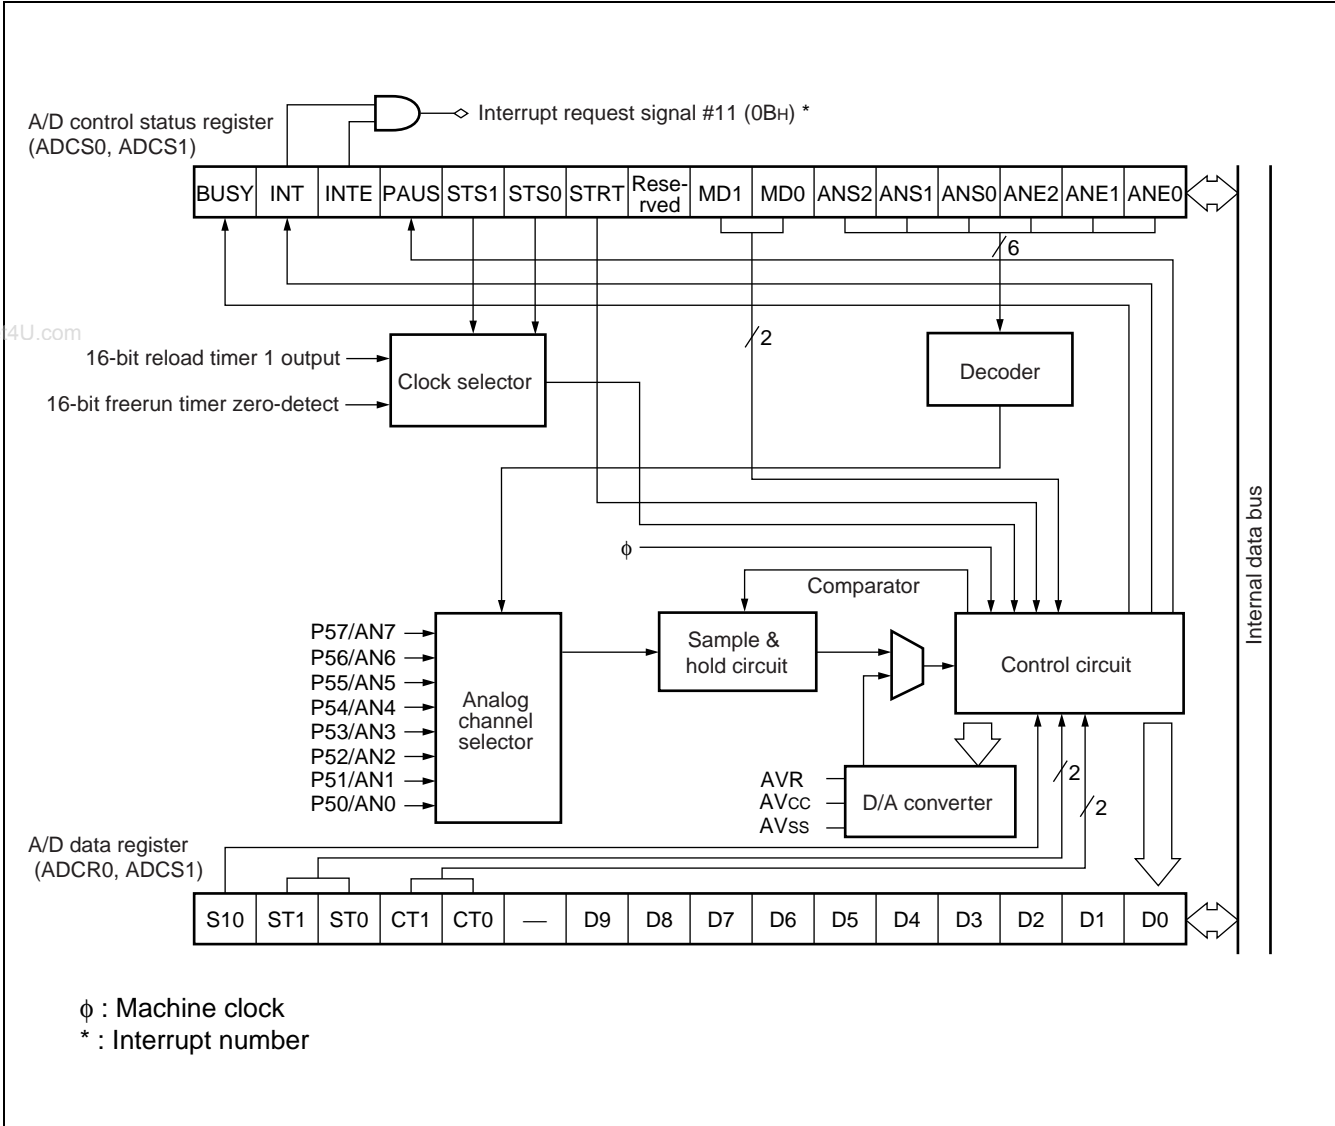 Interrupt request signal #11 (0BH) *
A/D control status register
(ADCS0, ADCS1)
BUSY INT INTE PAUS STS1 STS0 STRT Rese-
rved MD1 MD0 ANS2 ANS1 ANS0 ANE2 ANE1 ANE0
6
t4U.com
2
16-bit reload timer 1 output
Clock selector
Decoder
16-bit freerun timer zero-detect
Internal data bus
ϕ
Comparator
P57/AN7
P56/AN6
P55/AN5
P54/AN4
P53/AN3
P52/AN2
P51/AN1
P50/AN0
Analog
channel
selector
Sample &
hold circuit
Control circuit
2
2
AVR
AVCC
AVSS
D/A converter
A/D data register
(ADCR0, ADCS1)
S10 ST1 ST0 CT1 CT0 — D9 D8 D7 D6 D5 D4 D3 D2 D1 D0
ϕ : Machine clock
* : Interrupt number